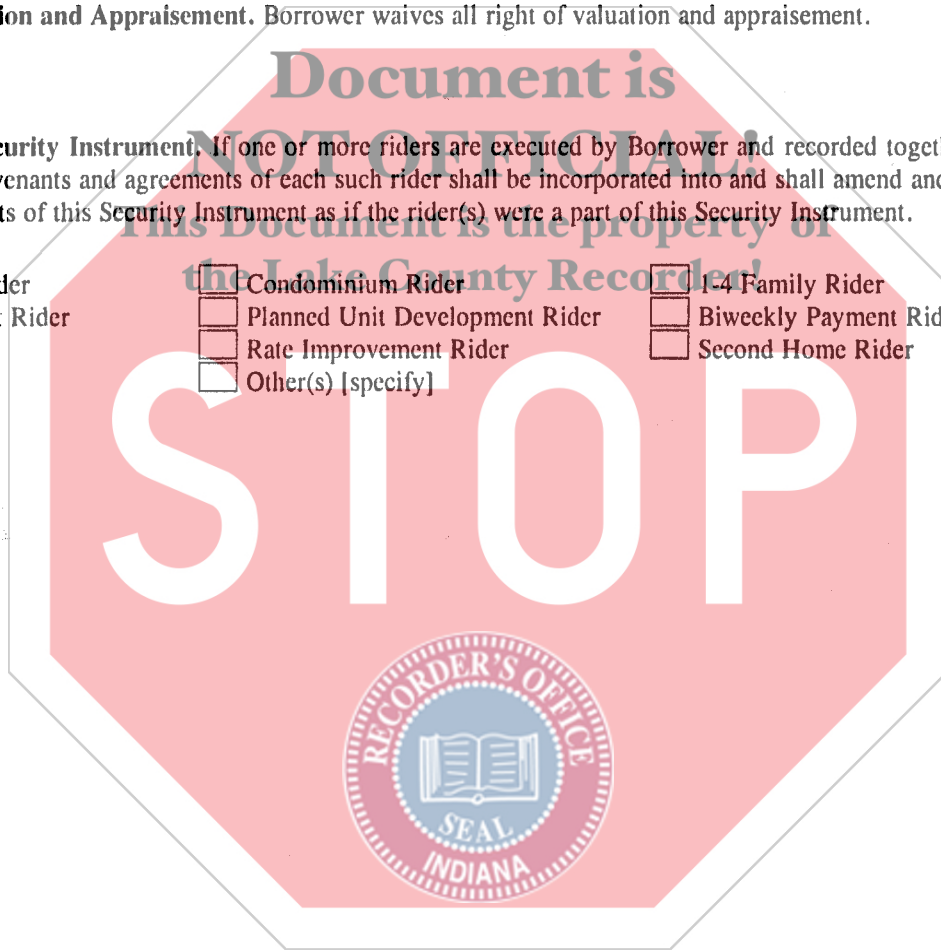 ion and Appraisement. Borrower waives all right of valuation and appraisement.
Document is
NOT OFFICIAL!
curity Instrument. If one or more riders are executed by Borrower and recorded toget
venants and agreements of each such rider shall be incorporated into and shall amend and
ts of this Security Instrument as if the rider(s) were a part of this Security Instrument.
This Document is the property of
the Lake County Recorder!
der Condominium Rider 1-4 Family Rider
t Rider Planned Unit Development Rider Biweekly Payment Rid
Rate Improvement Rider Second Home Rider
Other(s) [specify]
STOP
RECORDER'S OFFICE
SEAL
INDIANA